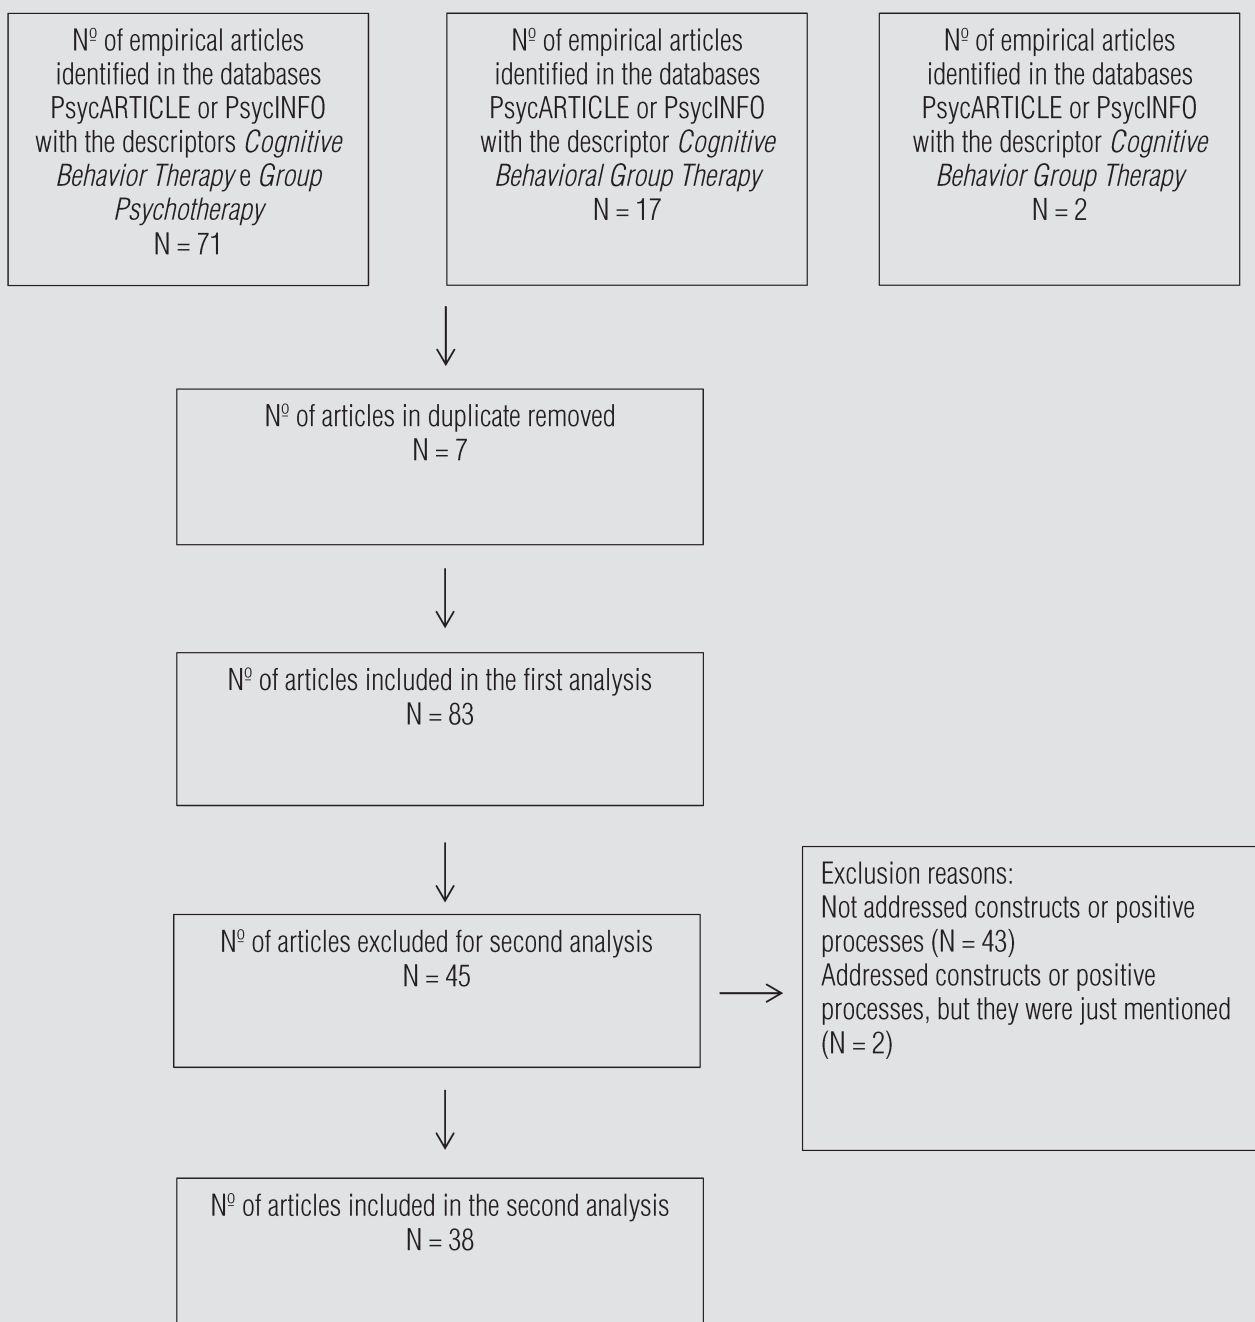 Nº of empirical articles
identified in the databases
PsycARTICLE or PsycINFO
with the descriptors Cognitive
Behavior Therapy e Group
Psychotherapy
N = 71
Nº of empirical articles
identified in the databases
PsycARTICLE or PsycINFO
with the descriptor Cognitive
Behavioral Group Therapy
N = 17
Nº of empirical articles
identified in the databases
PsycARTICLE or PsycINFO
with the descriptor Cognitive
Behavior Group Therapy
N = 2
Nº of articles in duplicate removed
N = 7
Nº of articles included in the first analysis
N = 83
Nº of articles excluded for second analysis
N = 45
Exclusion reasons:
Not addressed constructs or positive
processes (N = 43)
Addressed constructs or positive
processes, but they were just mentioned
(N = 2)
Nº of articles included in the second analysis
N = 38